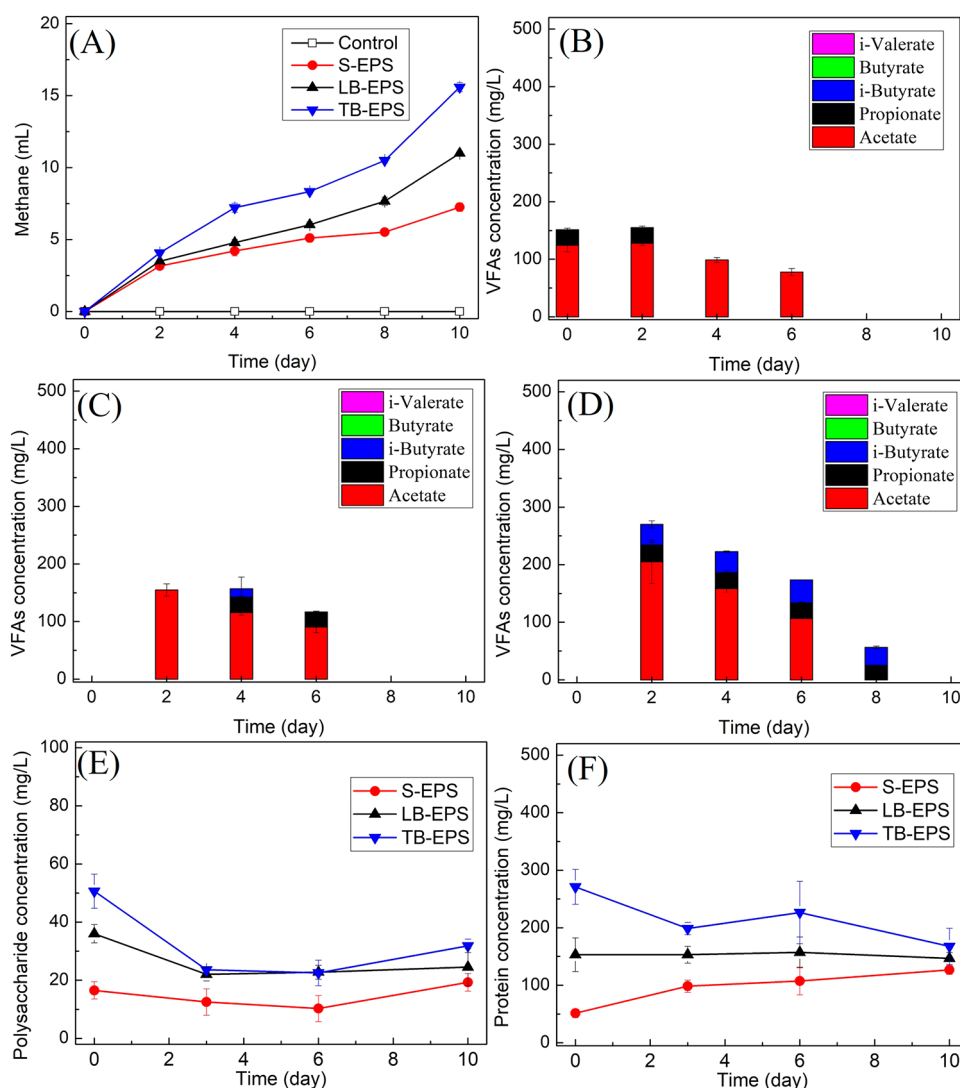 (A)
Control
S-EPS
LB-EPS
TB-EPS
Methane (mL)
20
15
10
5
0
0 2 4 6 8 10
Time (day)
(B)
i-Valerate
Butyrate
i-Butyrate
Propionate
Acetate
VFAs concentration (mg/L)
500
400
300
200
100
0
0 2 4 6 8 10
Time (day)
(C)
i-Valerate
Butyrate
i-Butyrate
Propionate
Acetate
VFAs concentration (mg/L)
500
400
300
200
100
0
0 2 4 6 8 10
Time (day)
(D)
i-Valerate
Butyrate
i-Butyrate
Propionate
Acetate
VFAs concentration (mg/L)
500
400
300
200
100
0
0 2 4 6 8 10
Time (day)
(E)
S-EPS
LB-EPS
TB-EPS
Polysaccharide concentration (mg/L)
100
80
60
40
20
0
0 2 4 6 8 10
Time (day)
(F)
S-EPS
LB-EPS
TB-EPS
Protein concentration (mg/L)
500
400
300
200
100
0
0 2 4 6 8 10
Time (day)